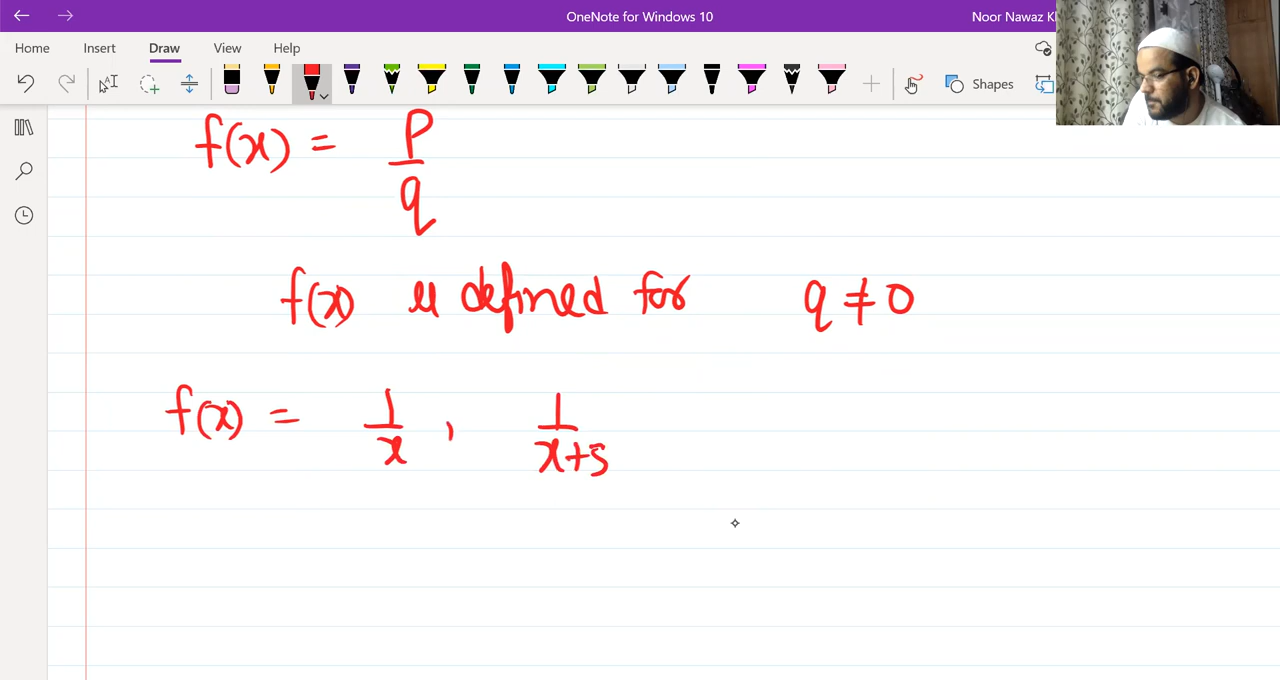 OneNote for Windows 10
Noor Nawaz Kh
Home Insert Draw View Help
Shapes
f(x) = p/q
f(x) is defined for q ≠ 0
f(x) = 1/x , 1/x+5